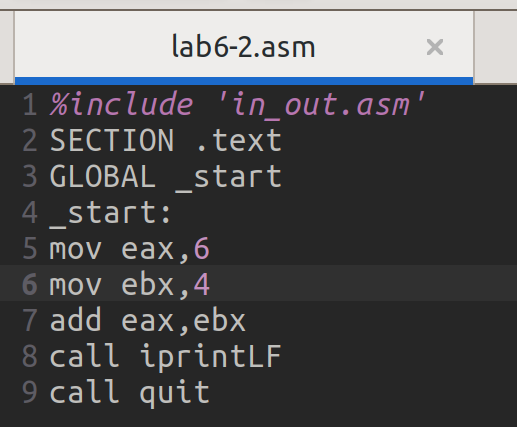 lab6-2.asm ×
1 %include 'in_out.asm'
2 SECTION .text
3 GLOBAL _start
4 _start:
5 mov eax,6
6 mov ebx,4
7 add eax,ebx
8 call iprintLF
9 call quit